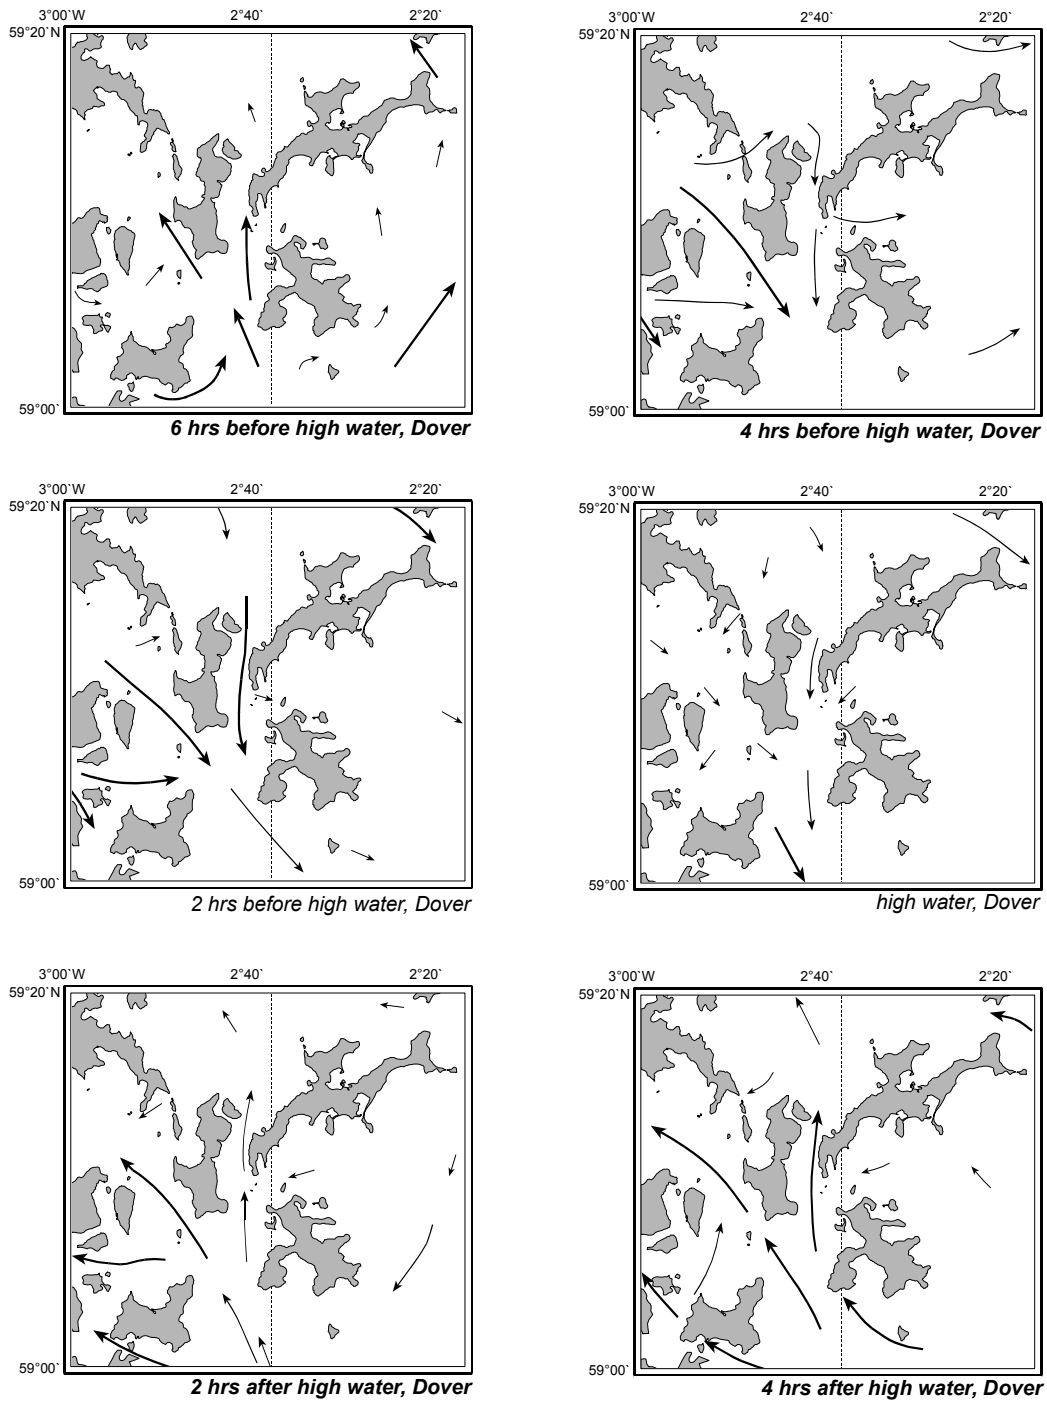 3°00`W 2°40` 2°20`
59°20`N
59°00`
6 hrs before high water, Dover
3°00`W 2°40` 2°20`
59°20`N
59°00`
4 hrs before high water, Dover
3°00`W 2°40` 2°20`
59°20`N
59°00`
2 hrs before high water, Dover
3°00`W 2°40` 2°20`
59°20`N
59°00`
high water, Dover
3°00`W 2°40` 2°20`
59°20`N
59°00`
2 hrs after high water, Dover
3°00`W 2°40` 2°20`
59°20`N
59°00`
4 hrs after high water, Dover